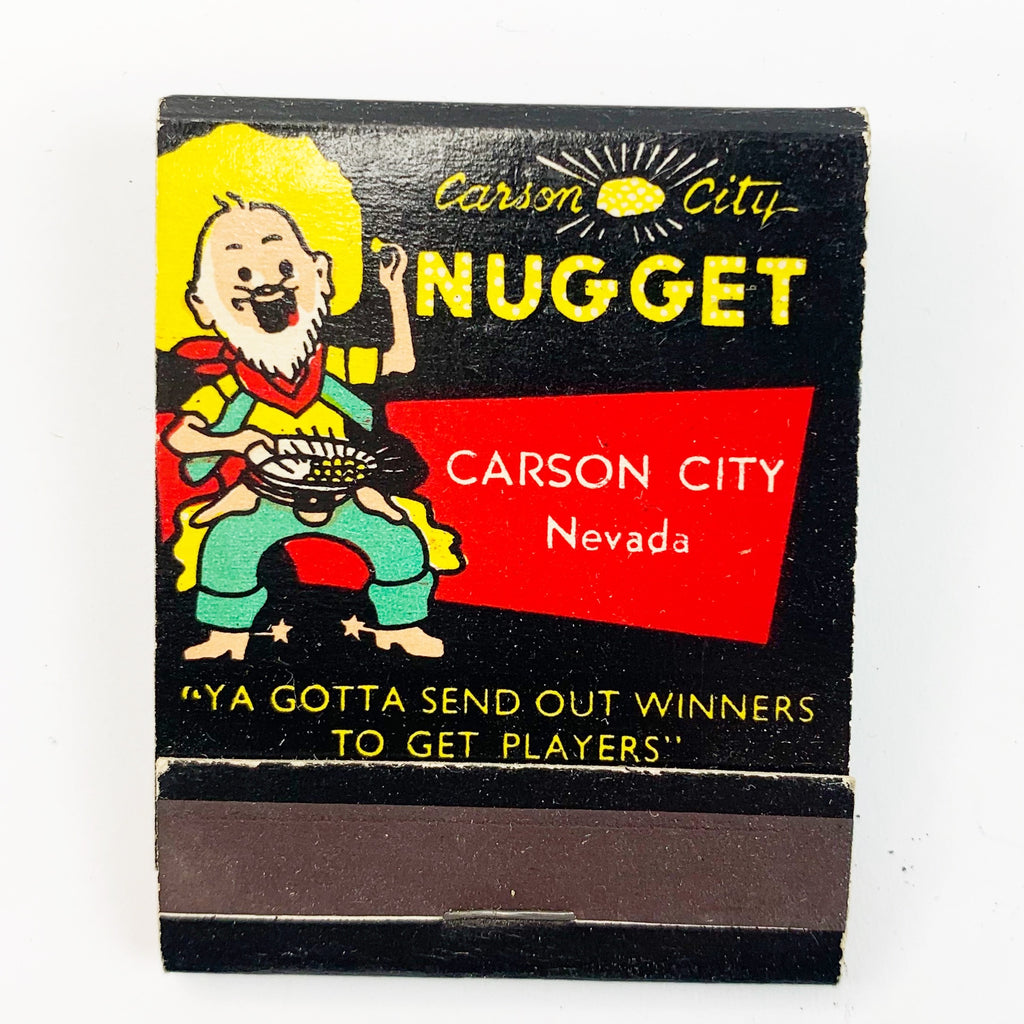 Carson City
NUGGET
CARSON CITY
Nevada
"YA GOTTA SEND OUT WINNERS
TO GET PLAYERS"